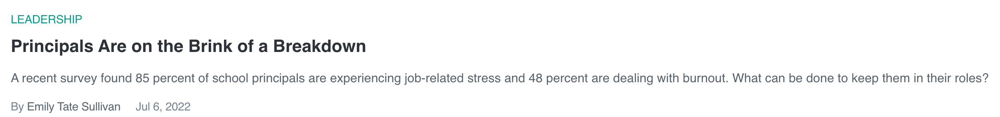 LEADERSHIP
Principals Are on the Brink of a Breakdown
A recent survey found 85 percent of school principals are experiencing job-related stress and 48 percent are dealing with burnout. What can be done to keep them in their roles?
By Emily Tate Sullivan Jul 6, 2022